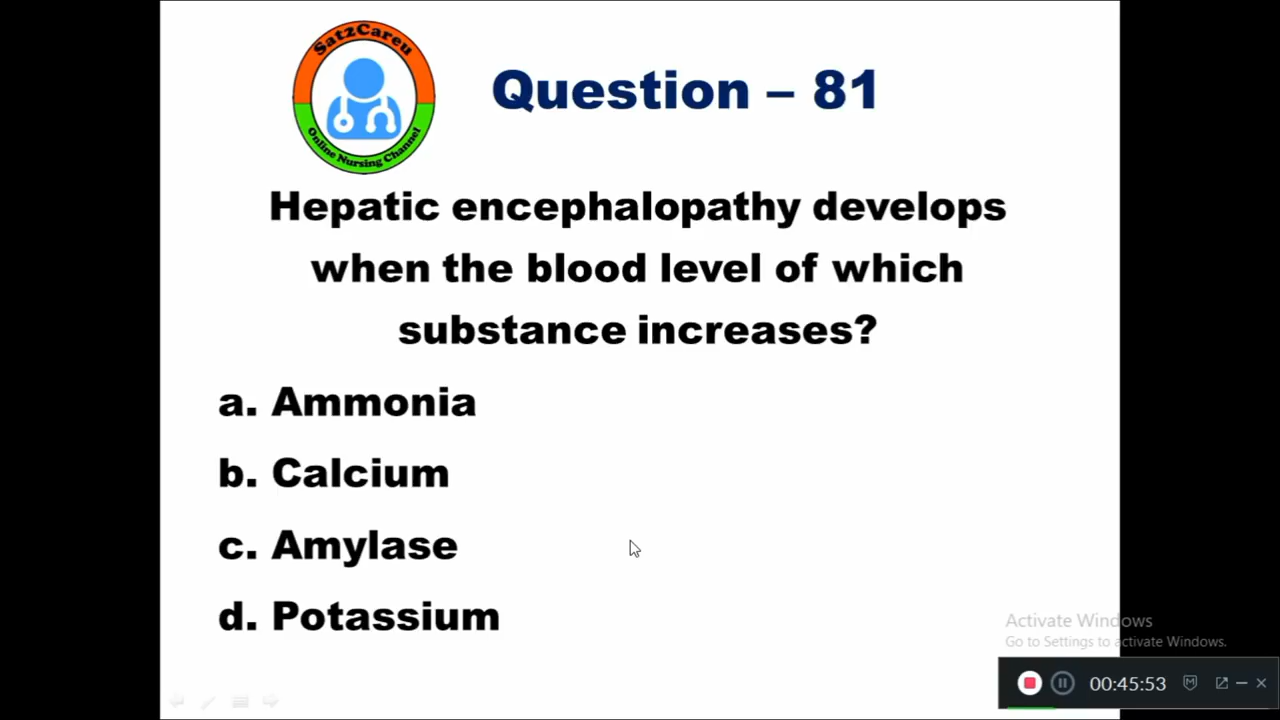 Sat2Careu
Online Nursing Channel
Question – 81
Hepatic encephalopathy develops
when the blood level of which
substance increases?
a. Ammonia
b. Calcium
c. Amylase
d. Potassium
Activate Windows
Go to Settings to activate Windows.
00:45:53